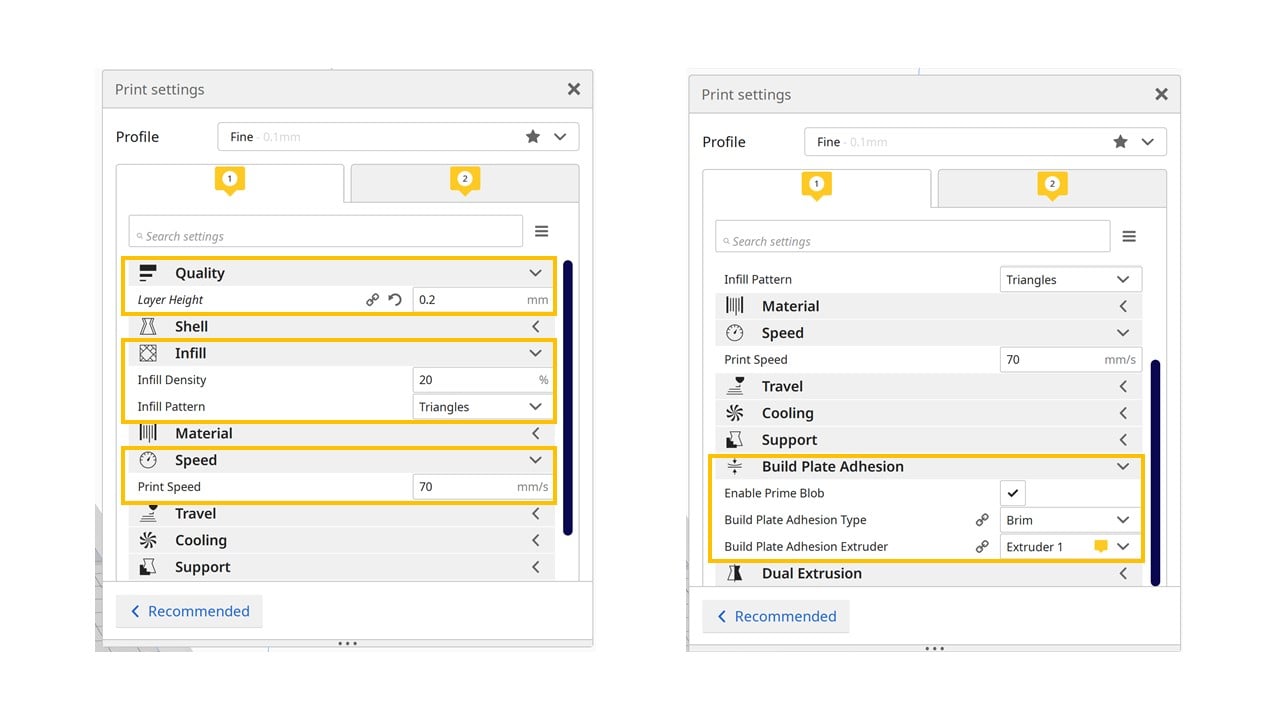 Print settings
Profile Fine - 0.1mm
1 2
Search settings
Quality
Layer Height 0.2 mm
Shell
Infill
Infill Density 20 %
Infill Pattern Triangles
Material
Speed
Print Speed 70 mm/s
Travel
Cooling
Support
Recommended
Print settings
Profile Fine - 0.1mm
1 2
Search settings
Infill Pattern Triangles
Material
Speed
Print Speed 70 mm/s
Travel
Cooling
Support
Build Plate Adhesion
Enable Prime Blob
Build Plate Adhesion Type Brim
Build Plate Adhesion Extruder Extruder 1
Dual Extrusion
Recommended